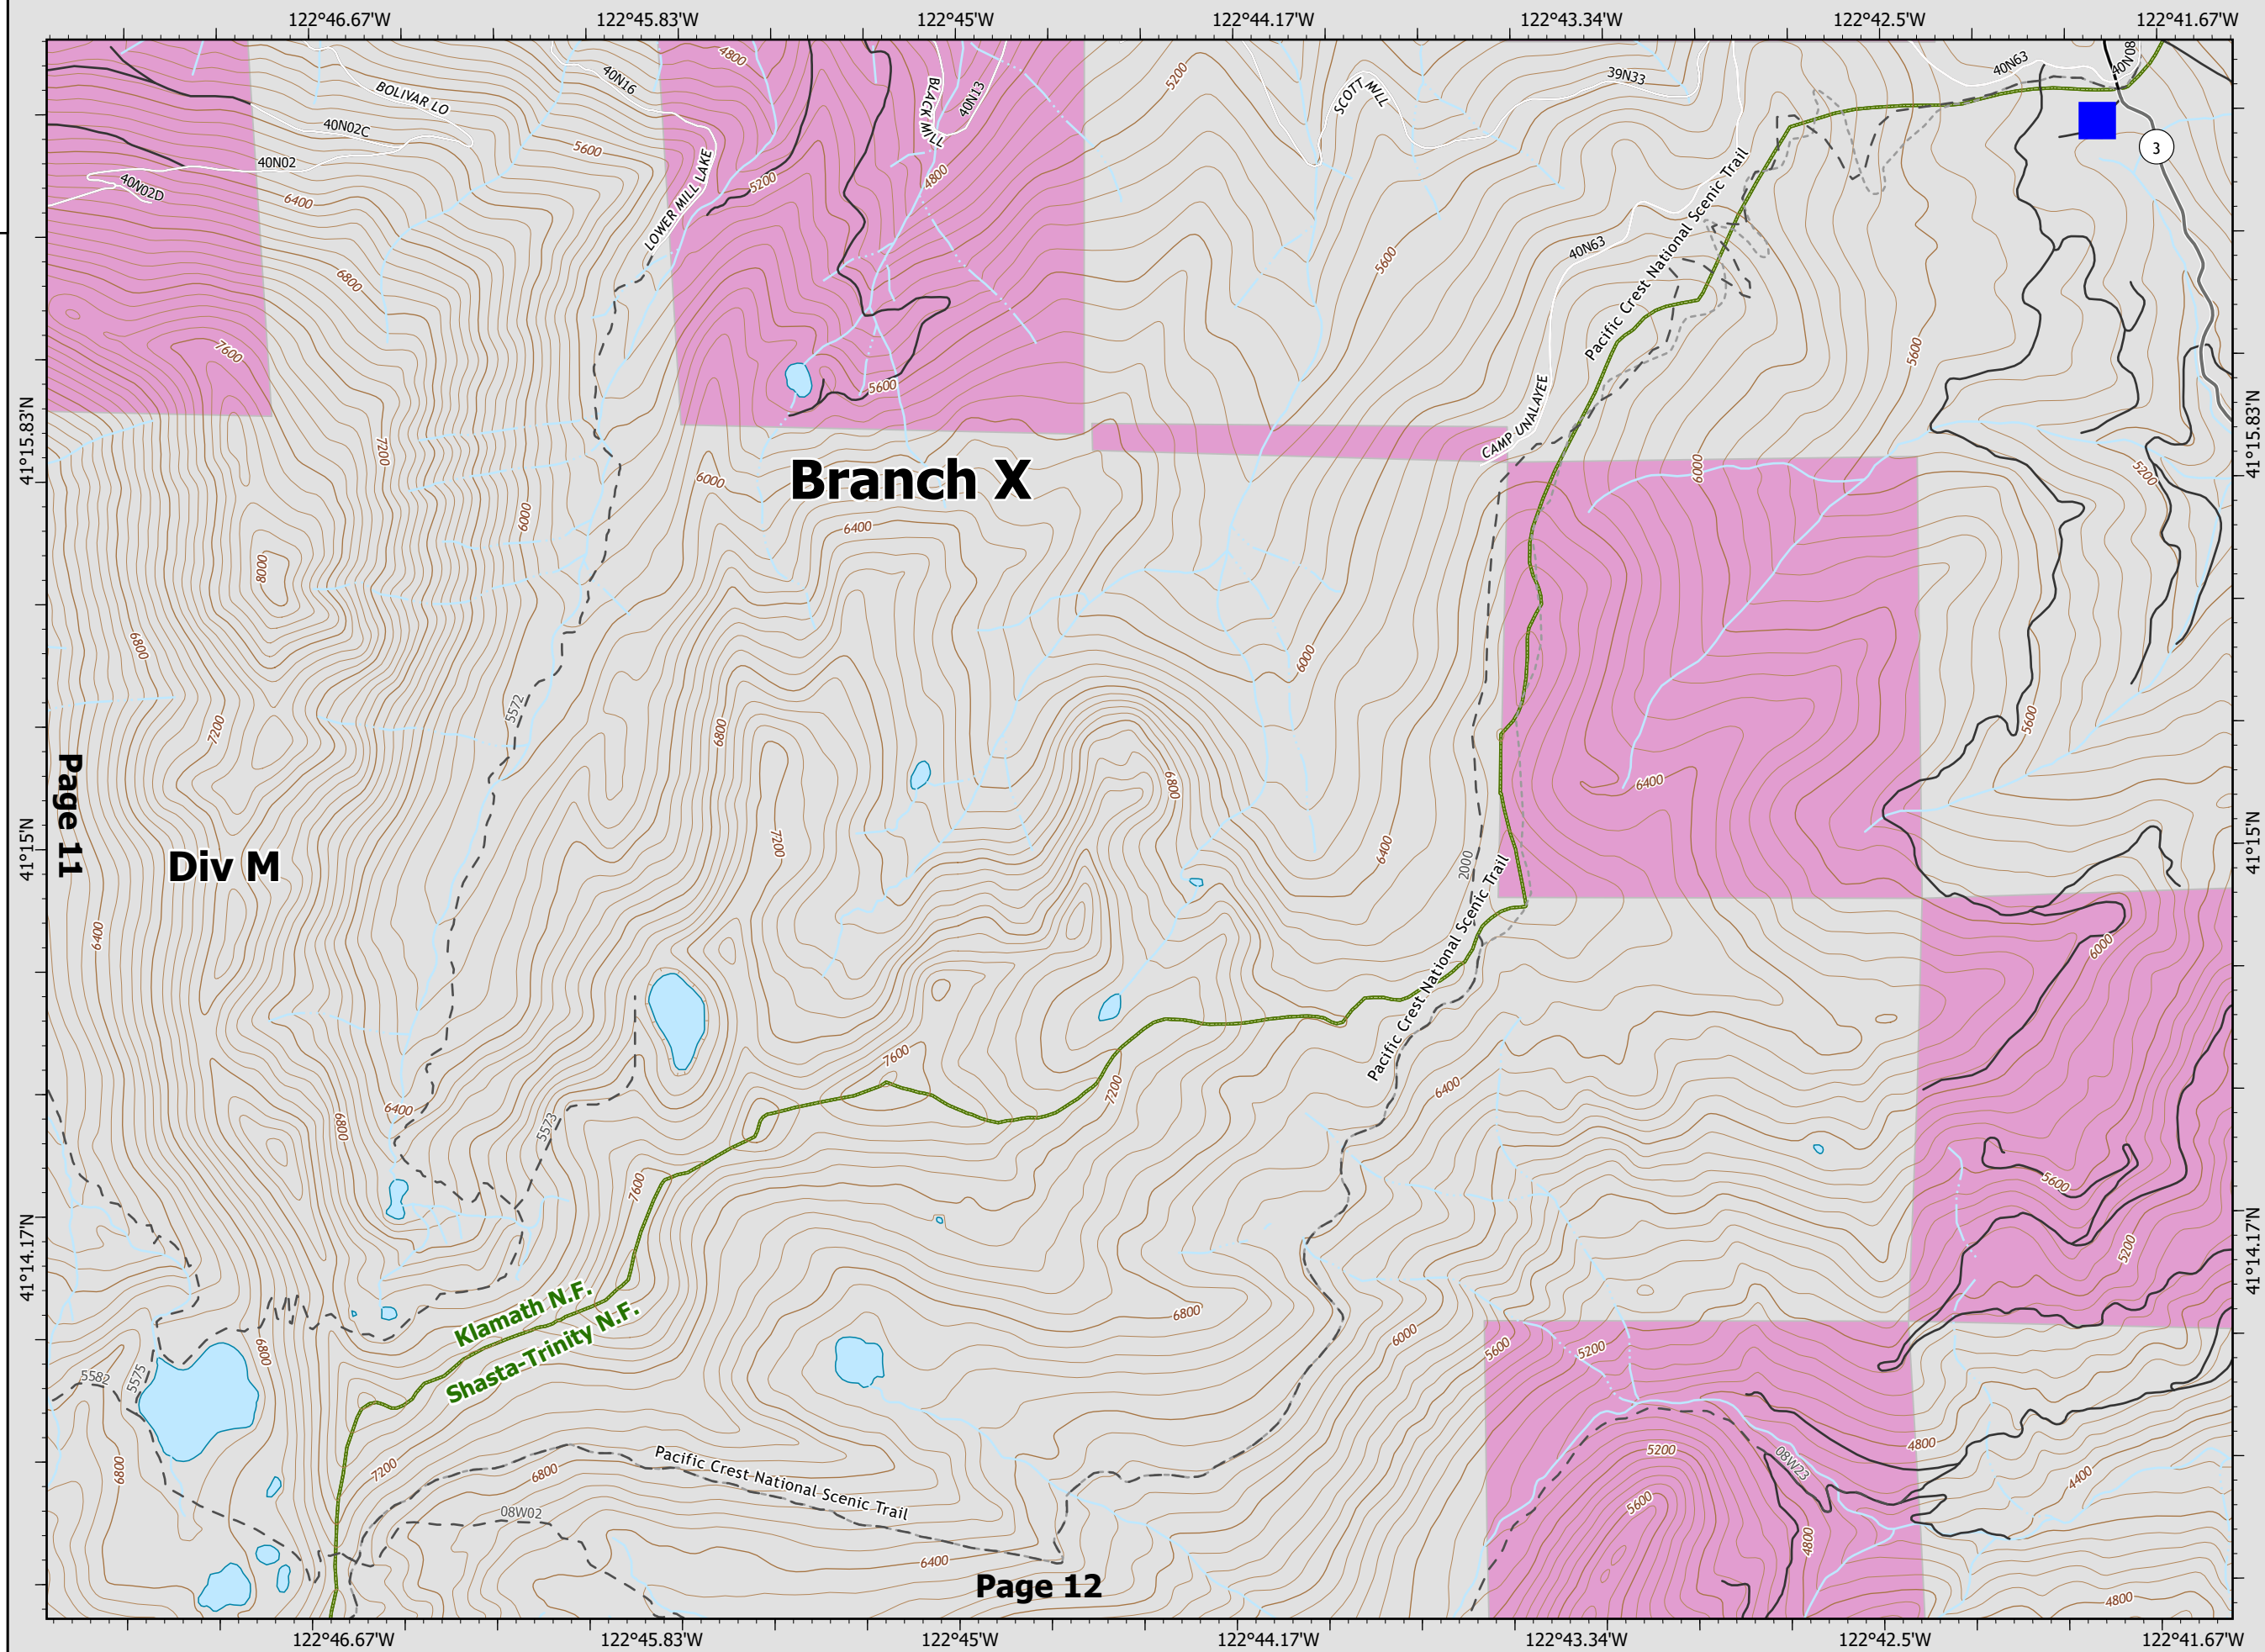 122°46.67'W
122°45.83'W
122°45'W
122°44.17'W
122°43.34'W
122°42.5'W
122°41.67'W
BOLIVAR LO
40N16
4800
BLACK MILL
40N13
5200
SCOTT MILL
39N33
40N63
40N08
40N02C
5600
3
40N02
40N02D
LOWER MILL LAKE
5200
4800
6400
6800
5600
40N63
Pacific Crest National Scenic Trail
7600
5600
5600
41°15.83'N
CAMP UNALAYEE
41°15.83'N
7200
6000
Branch X
6000
5200
6000
6400
8000
6800
6000
5572
7200
6800
5600
Page 11
6800
6400
7200
6400
41°15'N
Div M
2000
41°15'N
6400
Pacific Crest National Scenic Trail
6000
7600
7200
6400
6400
6800
5573
7600
5600
41°14.17'N
5200
41°14.17'N
Klamath N.F.
Shasta-Trinity N.F.
6800
6000
5600
5200
6800
5582
5575
4800
5200
08W23
4400
6800
7200
6800
Pacific Crest National Scenic Trail
08W02
5600
4800
6400
Page 12
4800
122°46.67'W
122°45.83'W
122°45'W
122°44.17'W
122°43.34'W
122°42.5'W
122°41.67'W